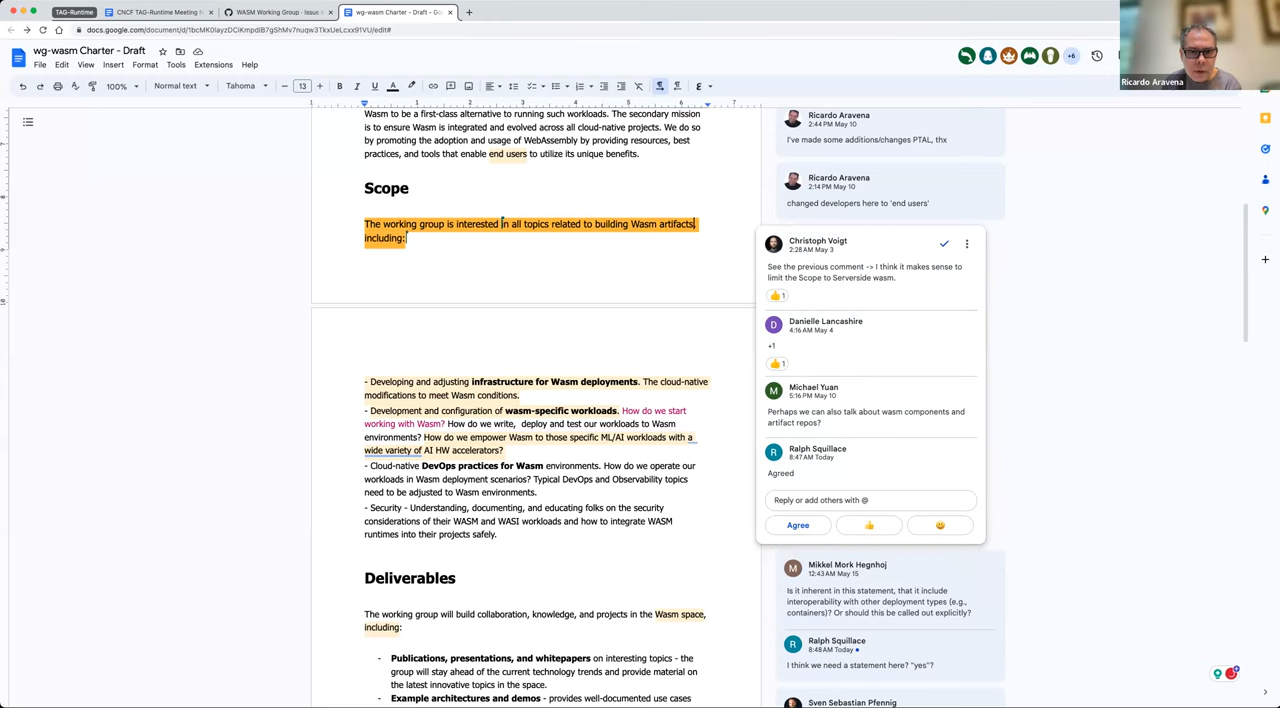 TAG-Runtime
CNCF TAG-Runtime Meeting N
WASM Working Group · Issue
wg-wasm Charter - Draft - Goo
docs.google.com/document/d/
wg-wasm Charter - Draft
File Edit View Insert Format Tools Extensions Help
+6
100% Normal text Tahoma 13
Ricardo Aravena
1 1 2 3 4 5 6 7
Wasm to be a first-class alternative to running such workloads. The secondary mission
is to ensure Wasm is integrated and evolved across all cloud-native projects. We do so
by promoting the adoption and usage of WebAssembly by providing resources, best
practices, and tools that enable end users to utilize its unique benefits.
Scope
The working group is interested in all topics related to building Wasm artifacts,
including:
- Developing and adjusting infrastructure for Wasm deployments. The cloud-native
modifications to meet Wasm conditions.
- Development and configuration of wasm-specific workloads. How do we start
working with Wasm? How do we write, deploy and test our workloads to Wasm
environments? How do we empower Wasm to those specific ML/AI workloads with a
wide variety of AI HW accelerators?
- Cloud-native DevOps practices for Wasm environments. How do we operate our
workloads in Wasm deployment scenarios? Typical DevOps and Observability topics
need to be adjusted to Wasm environments.
- Security - Understanding, documenting, and educating folks on the security
considerations of their WASM and WASI workloads and how to integrate WASM
runtimes into their projects safely.
Deliverables
The working group will build collaboration, knowledge, and projects in the Wasm space,
including:
- Publications, presentations, and whitepapers on interesting topics - the
group will stay ahead of the current technology trends and provide material on
the latest innovative topics in the space.
- Example architectures and demos - provides well-documented use cases
Ricardo Aravena
2:44 PM May 10
I've made some additions/changes PTAL, thx
Ricardo Aravena
2:14 PM May 10
changed developers here to 'end users'
Christoph Voigt
2:28 AM May 3
See the previous comment -> I think it makes sense to
limit the Scope to Serverside wasm.
👍 1
Danielle Lancashire
4:16 AM May 4
+1
👍 1
Michael Yuan
5:16 PM May 10
Perhaps we can also talk about wasm components and
artifact repos?
Ralph Squillace
8:47 AM Today
Agreed
Reply or add others with @
Agree
Mikkel Mork Hegnhoj
12:43 AM May 15
Is it inherent in this statement, that it include
interoperability with other deployment types (e.g.,
containers)? Or should this be called out explicitly?
Ralph Squillace
8:48 AM Today
I think we need a statement here? "yes"?
Sven Sebastian Pfennig